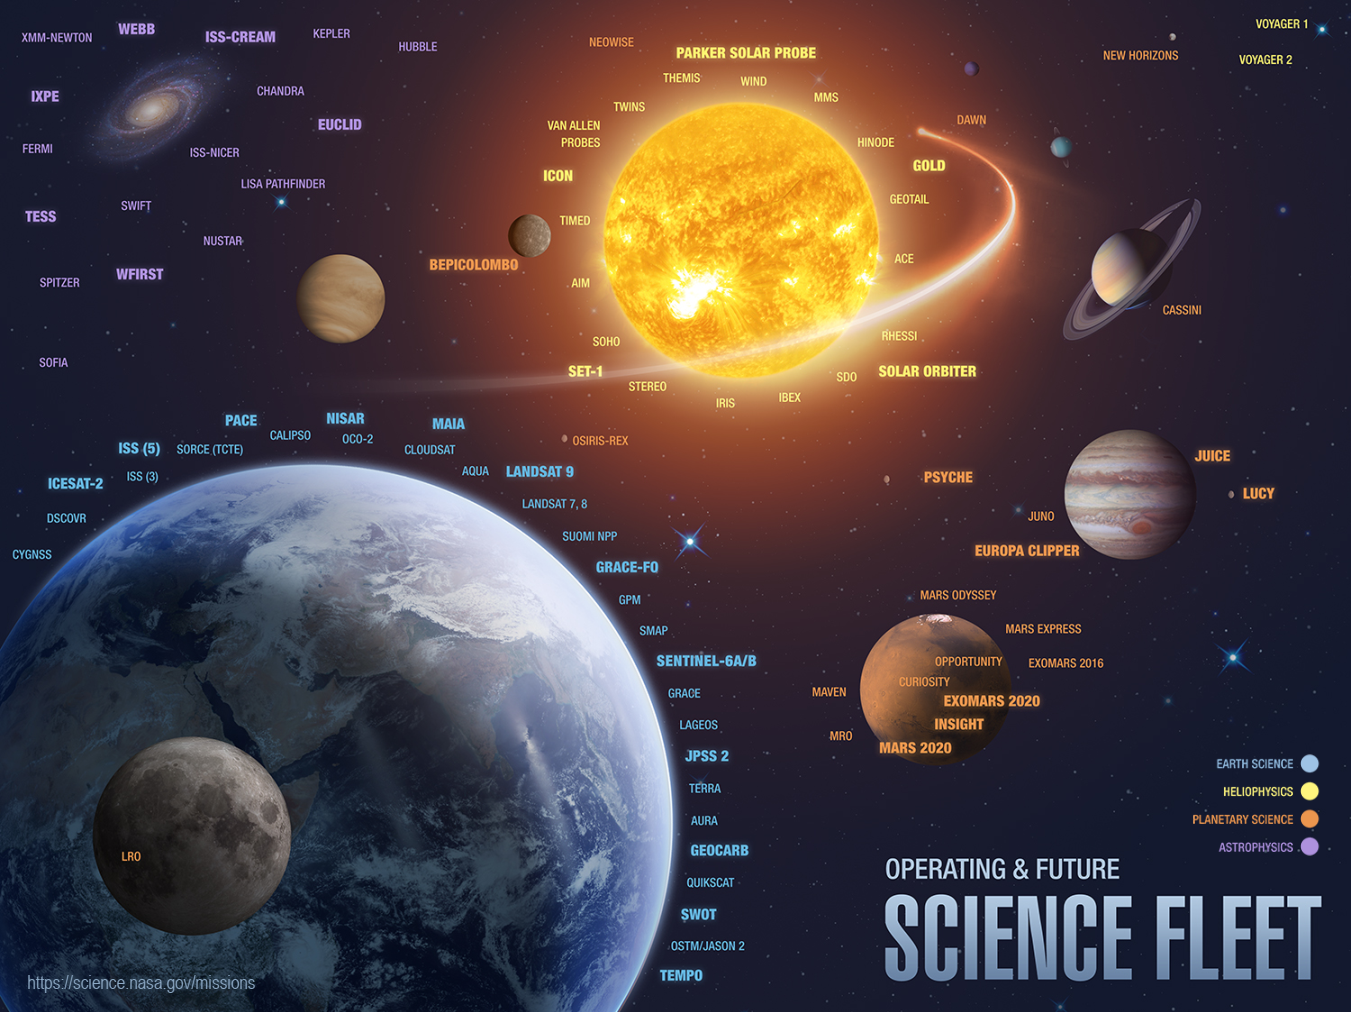 XMM-NEWTON
WEBB
ISS-CREAM
KEPLER
HUBBLE
IXPE
CHANDRA
EUCLID
FERMI
ISS-NICER
LISA PATHFINDER
TESS
SWIFT
NUSTAR
SPITZER
WFIRST
SOFIA
NEOWISE
PARKER SOLAR PROBE
THEMIS
WIND
MMS
TWINS
VAN ALLEN
PROBES
HINODE
ICON
GOLD
TIMED
GEOTAIL
BEPICOLOMBO
ACE
AIM
SOHO
RHESSI
SET-1
STEREO
SDO
SOLAR ORBITER
IRIS
IBEX
VOYAGER 1
NEW HORIZONS
VOYAGER 2
DAWN
CASSINI
OSIRIS-REX
PSYCHE
JUICE
LUCY
JUNO
EUROPA CLIPPER
PACE
NISAR
MAIA
ISS (5)
SORCE (TCTE)
CALIPSO
OCO-2
CLOUDSAT
ICESAT-2
ISS (3)
AQUA
LANDSAT 9
DSCOVR
LANDSAT 7, 8
CYGNSS
SUOMI NPP
GRACE-FO
GPM
SMAP
SENTINEL-6A/B
GRACE
LAGEOS
JPSS 2
TERRA
AURA
GEOCARB
QUIKSCAT
SWOT
OSTM/JASON 2
TEMPO
LRO
MARS ODYSSEY
MARS EXPRESS
OPPORTUNITY
EXOMARS 2016
CURIOSITY
MAVEN
EXOMARS 2020
INSIGHT
MRO
MARS 2020
EARTH SCIENCE
HELIOPHYSICS
PLANETARY SCIENCE
ASTROPHYSICS
OPERATING & FUTURE
SCIENCE FLEET
https://science.nasa.gov/missions